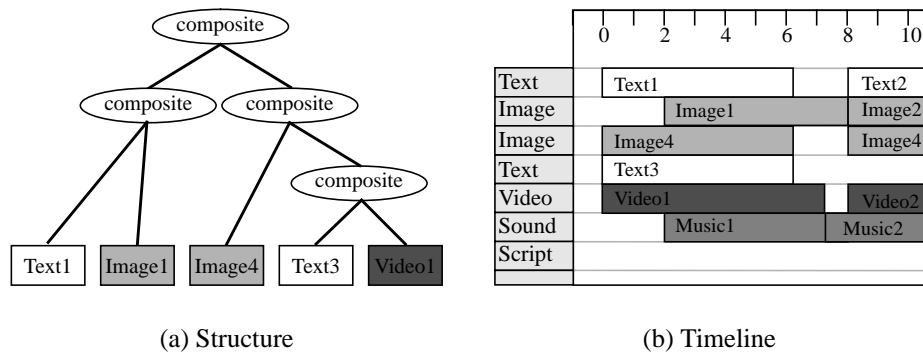 composite
composite
composite
composite
Text1
Image1
Image4
Text3
Video1
(a) Structure
0 2 4 6 8 10
Text Text1 Text2
Image Image1 Image2
Image Image4 Image4
Text Text3
Video Video1 Video2
Sound Music1 Music2
Script
(b) Timeline